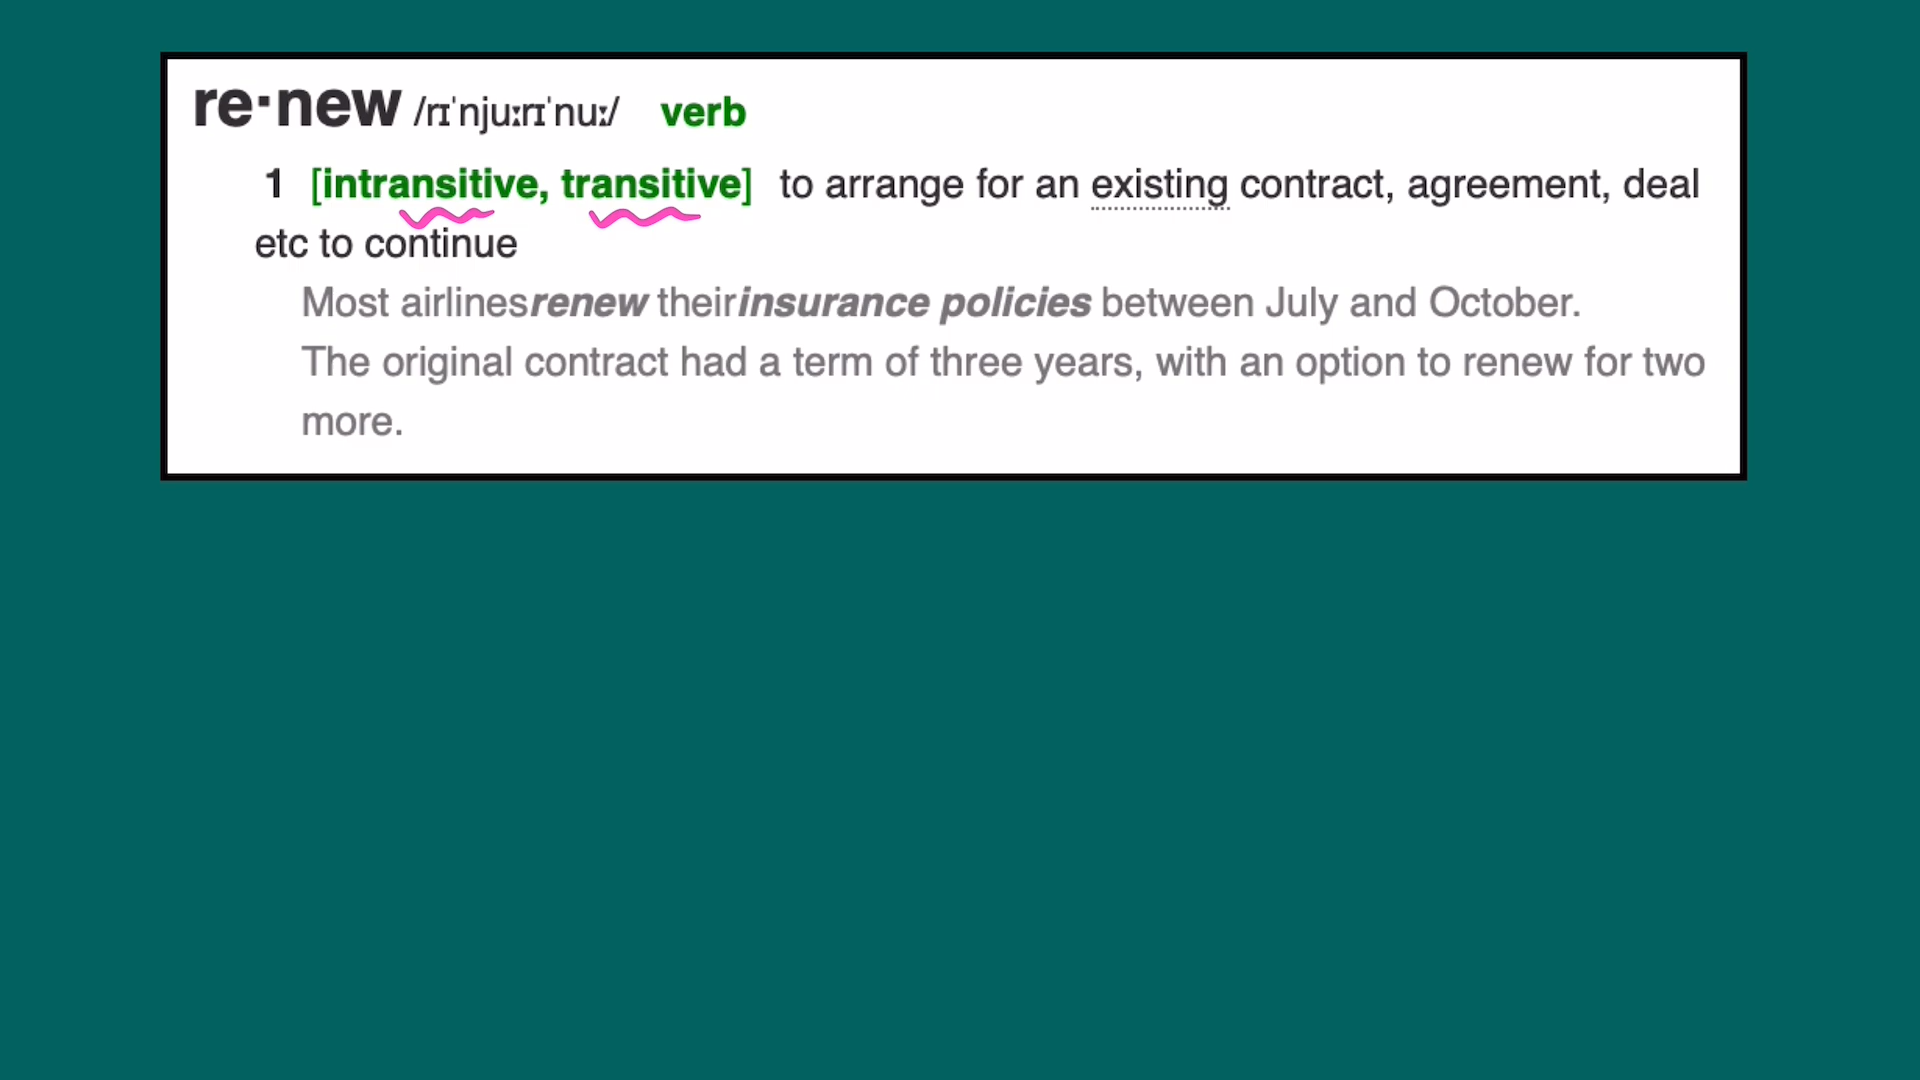 re·new /rɪˈnjuːrɪˈnuː/ verb
1 [intransitive, transitive] to arrange for an existing contract, agreement, deal
etc to continue
Most airlinesrenew theirinsurance policies between July and October.
The original contract had a term of three years, with an option to renew for two
more.